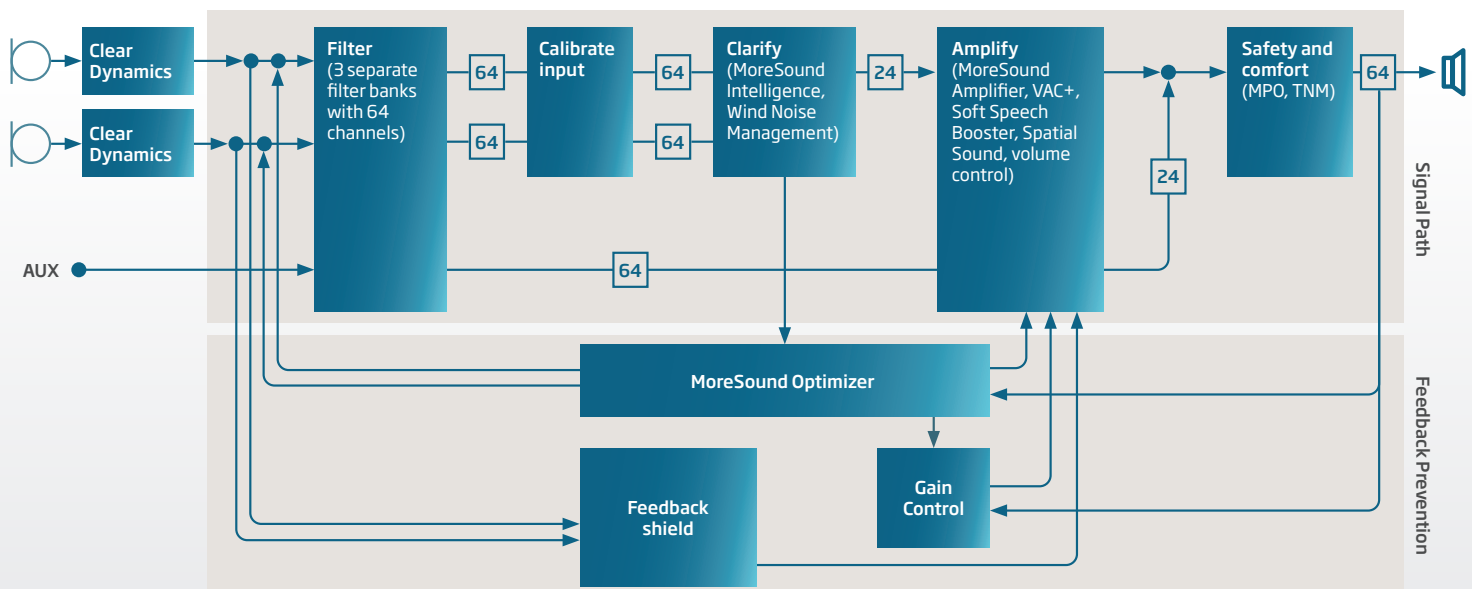 Clear
Dynamics
Clear
Dynamics
AUX
Filter
(3 separate
filter banks
with 64
channels)
64
64
Calibrate
input
64
64
Clarify
(MoreSound
Intelligence,
Wind Noise
Management)
24
Amplify
(MoreSound
Amplifier, VAC+,
Soft Speech
Booster, Spatial
Sound, volume
control)
24
Safety and
comfort
(MPO, TNM)
64
64
Signal Path
MoreSound Optimizer
Feedback
shield
Gain
Control
Feedback Prevention